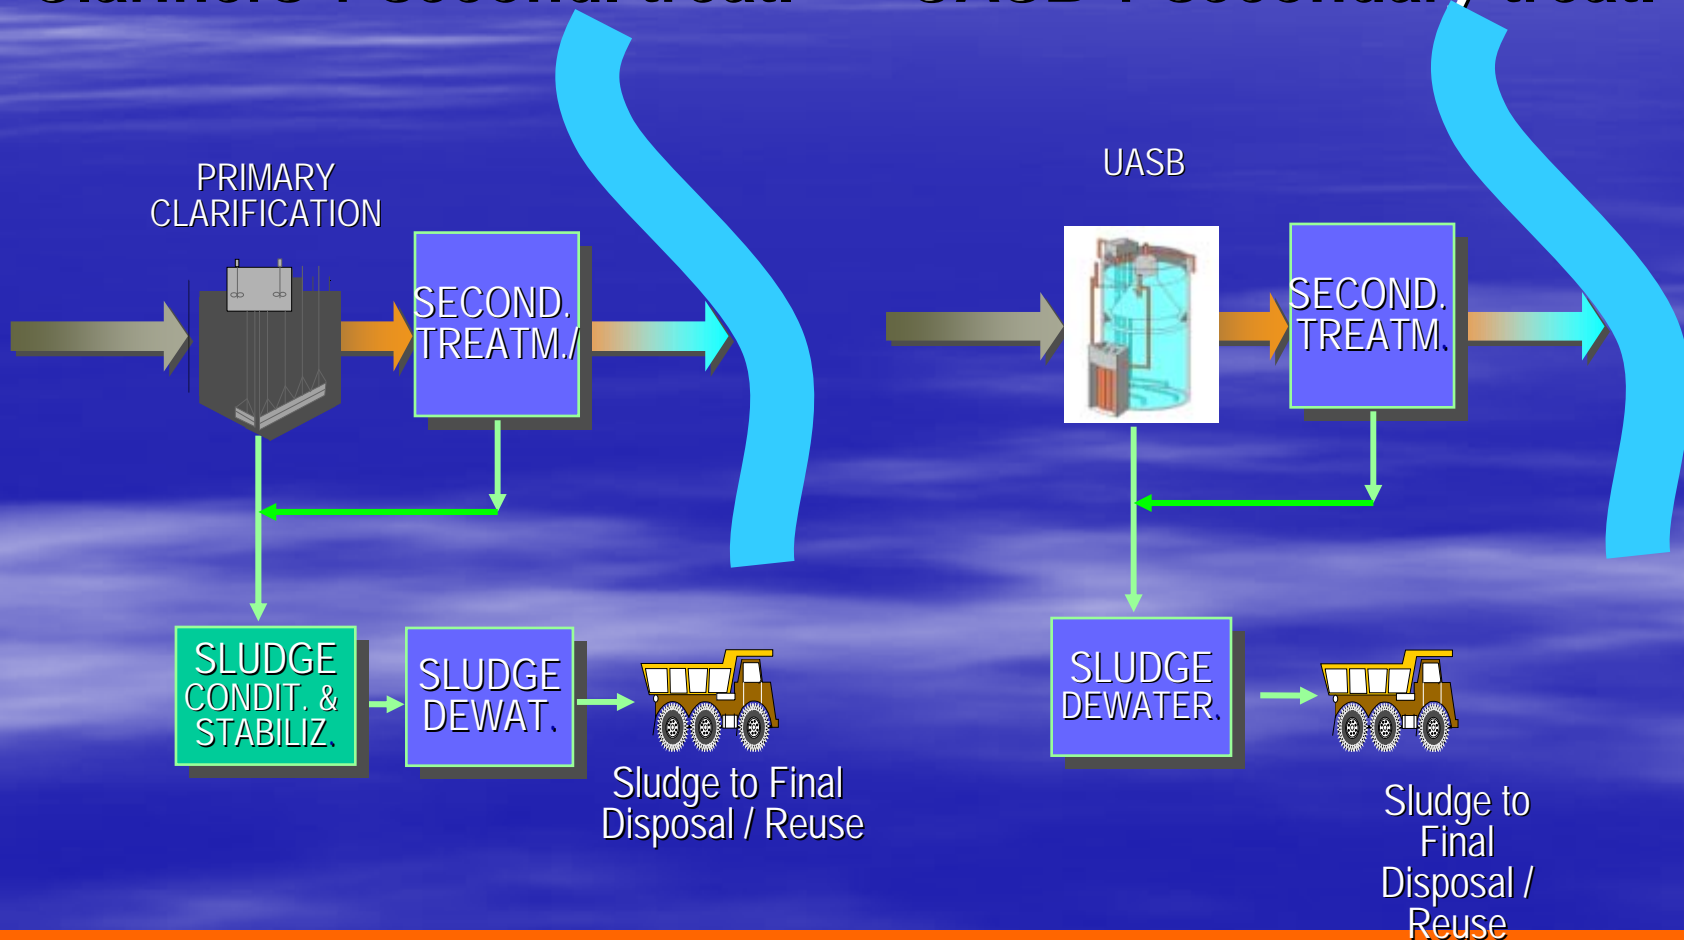 PRIMARY
CLARIFICATION
SECOND.
TREATM./
SLUDGE
CONDIT. &
STABILIZ.
SLUDGE
DEWAT.
Sludge to Final
Disposal / Reuse
UASB
SECOND.
TREATM.
SLUDGE
DEWATER.
Sludge to
Final
Disposal /
Reuse